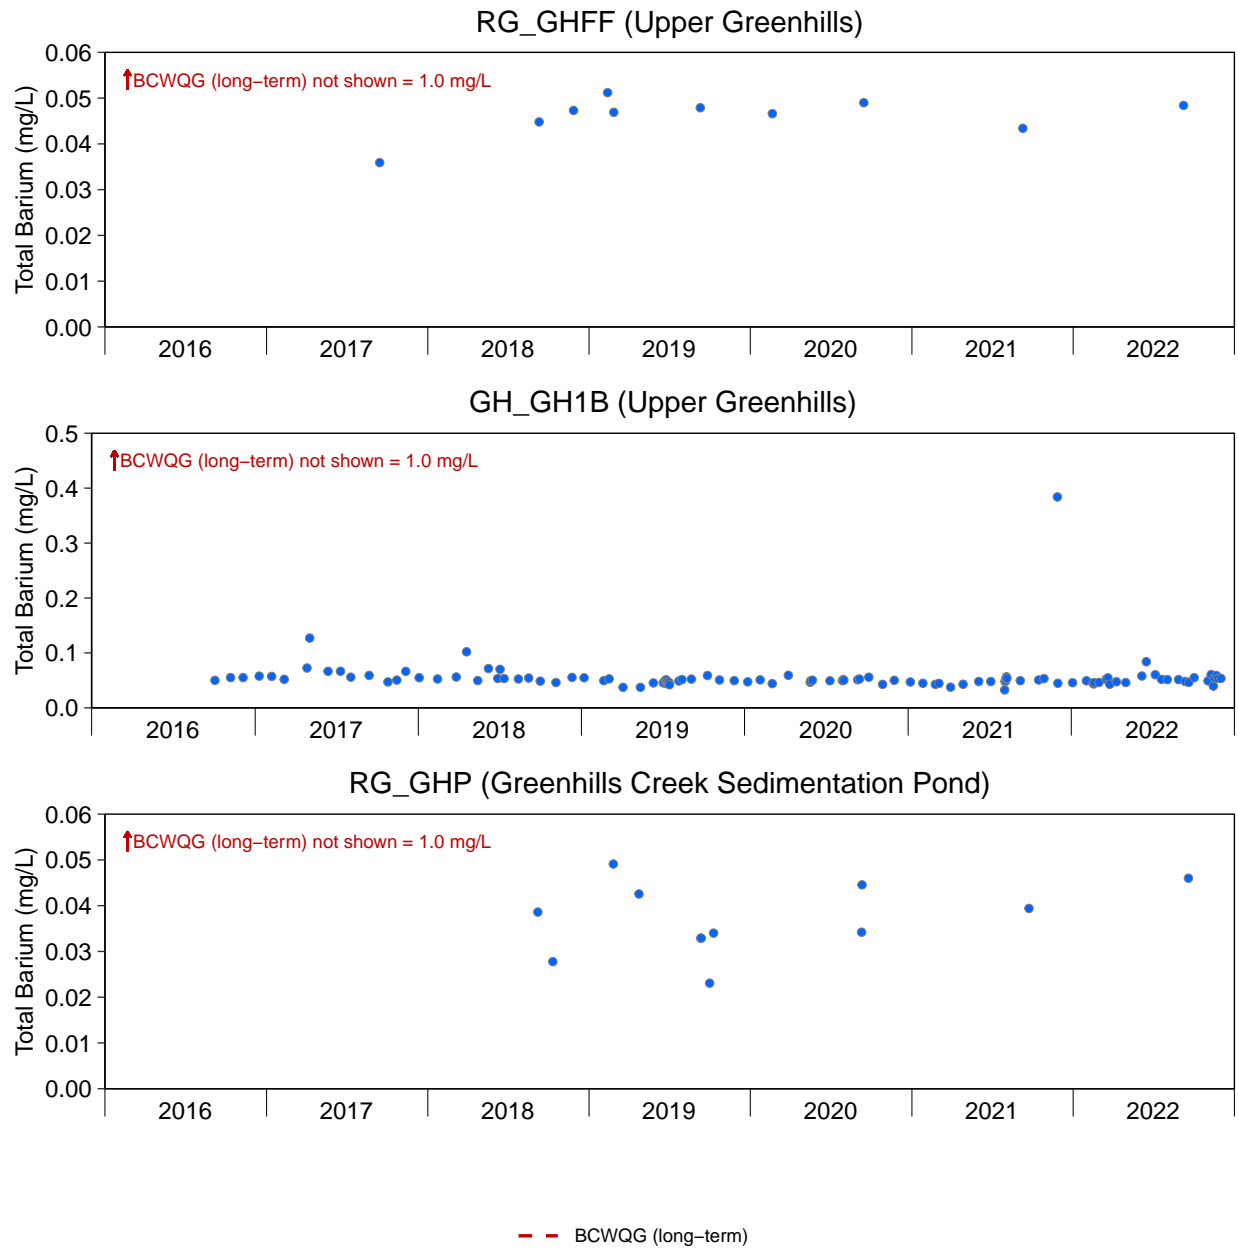 RG_GHFF (Upper Greenhills)
Total Barium (mg/L)
0.06
0.05
0.04
0.03
0.02
0.01
0.00
BCWQG (long−term) not shown = 1.0 mg/L
2016 2017 2018 2019 2020 2021 2022
GH_GH1B (Upper Greenhills)
Total Barium (mg/L)
0.5
0.4
0.3
0.2
0.1
0.0
BCWQG (long−term) not shown = 1.0 mg/L
2016 2017 2018 2019 2020 2021 2022
RG_GHP (Greenhills Creek Sedimentation Pond)
Total Barium (mg/L)
0.06
0.05
0.04
0.03
0.02
0.01
0.00
BCWQG (long−term) not shown = 1.0 mg/L
2016 2017 2018 2019 2020 2021 2022
BCWQG (long−term)